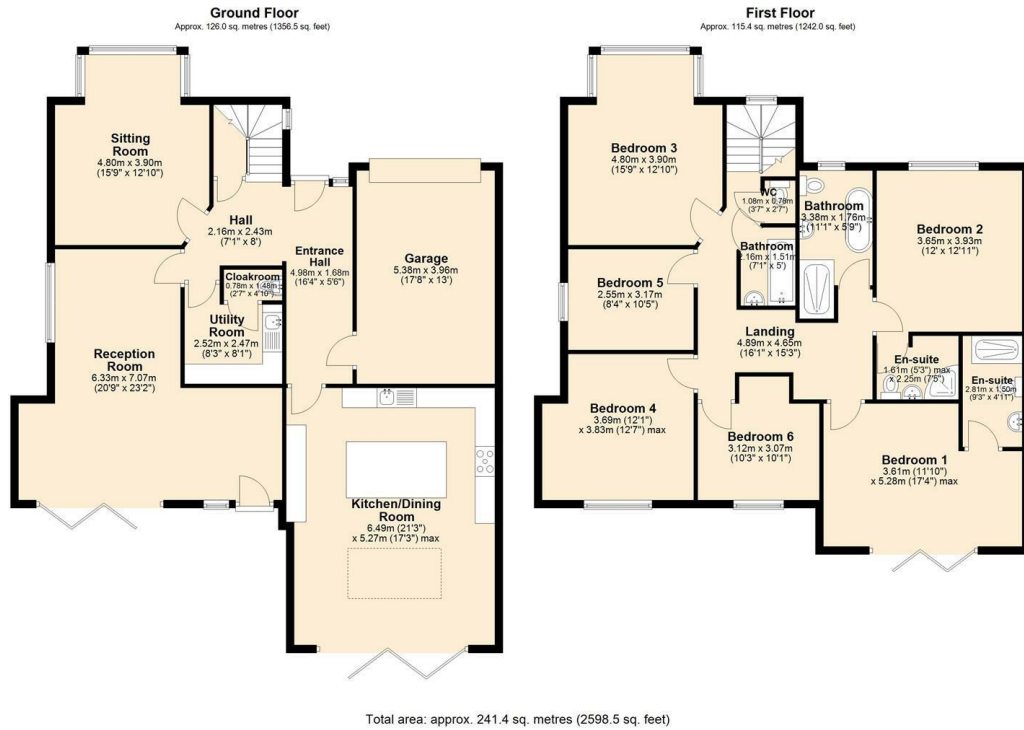 Ground Floor
Approx. 126.0 sq. metres (1356.5 sq. feet)
Sitting
Room
4.80m x 3.90m
(15'9" x 12'10")
Hall
2.16m x 2.43m
(7'1" x 8')
Entrance
Hall
4.98m x 1.68m
(16'4" x 5'6")
Garage
5.38m x 3.96m
(17'8" x 13')
Cloakroom
0.78m x 1.48m
(2'7" x 4'10")
Utility
Room
2.52m x 2.47m
(8'3" x 8'1")
Reception
Room
6.33m x 7.07m
(20'9" x 23'2")
Kitchen/Dining
Room
6.49m (21'3")
x 5.27m (17'3") max
First Floor
Approx. 115.4 sq. metres (1242.0 sq. feet)
Bedroom 3
4.80m x 3.90m
(15'9" x 12'10")
WC
1.08m x 0.78m
(3'7" x 2'7")
Bathroom
3.38m x 1.76m
(11'1" x 5'9")
Bedroom 2
3.65m x 3.93m
(12' x 12'11")
Bathroom
2.16m x 1.51m
(7'1" x 5')
Bedroom 5
2.55m x 3.17m
(8'4" x 10'5")
Landing
4.89m x 4.65m
(16'1" x 15'3")
En-suite
1.61m (5'3") max
x 2.25m (7'5")
En-suite
2.81m x 1.50m
(9'3" x 4'11")
Bedroom 4
3.69m (12'1")
x 3.83m (12'7") max
Bedroom 6
3.12m x 3.07m
(10'3" x 10'1")
Bedroom 1
3.61m (11'10")
x 5.28m (17'4") max
Total area: approx. 241.4 sq. metres (2598.5 sq. feet)